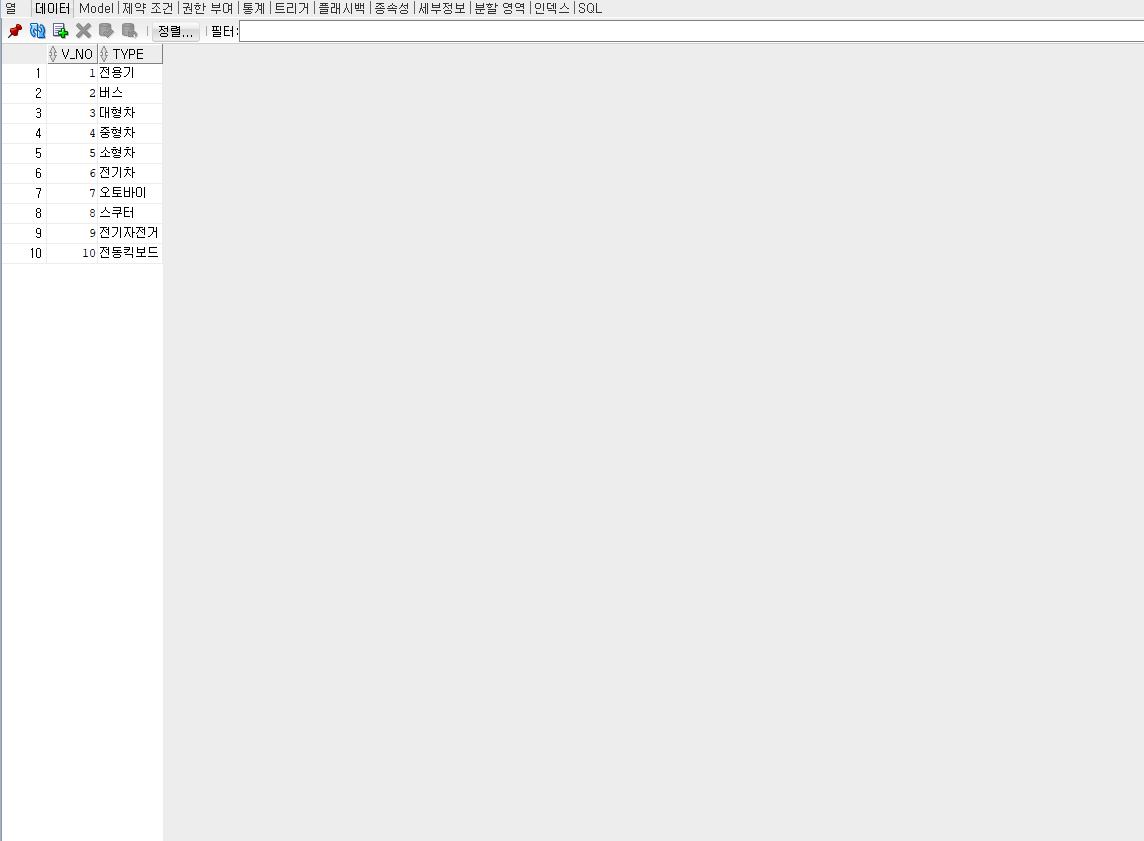 열 데이터 Model 제약 조건 권한 부여 통계 트리거 플래시백 종속성 세부정보 분할 영역 인덱스 SQL
정렬... 필터:
V_NO TYPE
1 1 전용기
2 2 버스
3 3 대형차
4 4 중형차
5 5 소형차
6 6 전기차
7 7 오토바이
8 8 스쿠터
9 9 전기자전거
10 10 전동킥보드